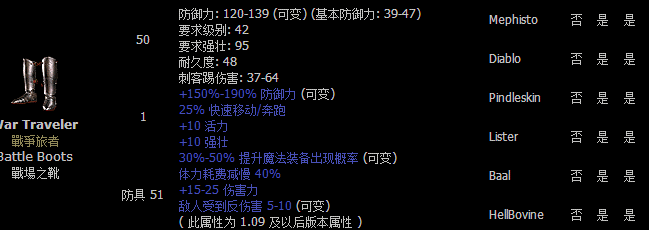 War Traveler
戰爭旅者
Battle Boots
戰場之靴
50
1
防具 51
防御力: 120-139 (可变) (基本防御力: 39-47)
要求级别: 42
要求强壮: 95
耐久度: 48
刺客踢伤害: 37-64
+150%-190% 防御力 (可变)
25% 快速移动/奔跑
+10 活力
+10 强壮
30%-50% 提升魔法装备出现概率 (可变)
体力耗费减慢 40%
+15-25 伤害力
敌人受到反伤害 5-10 (可变)
( 此属性为 1.09 及以后版本属性 )
Mephisto 否 是 是
Diablo 否 是 是
Pindleskin 否 是 是
Lister 否 是 是
Baal 否 是 是
HellBovine 否 是 是